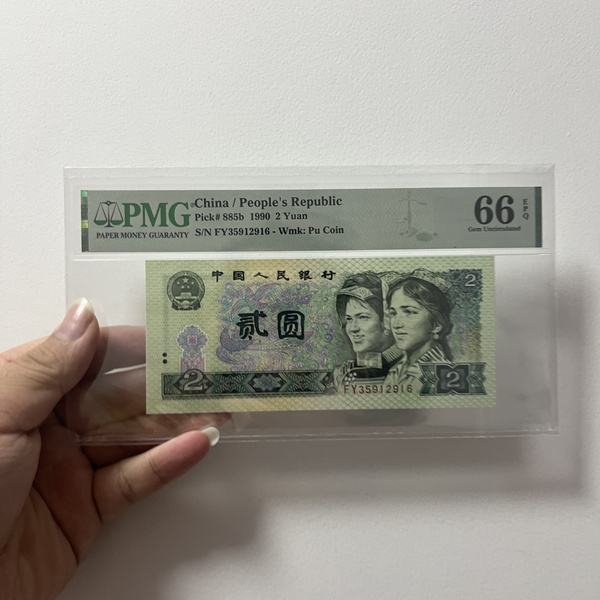 PMG
PAPER MONEY GUARANTY
China / People's Republic
Pick# 885b 1990 2 Yuan
S/N FY35912916 - Wmk: Pu Coin
66 EPQ
Gem Uncirculated
中国人民银行
贰圆
2
2
2
FY35912916